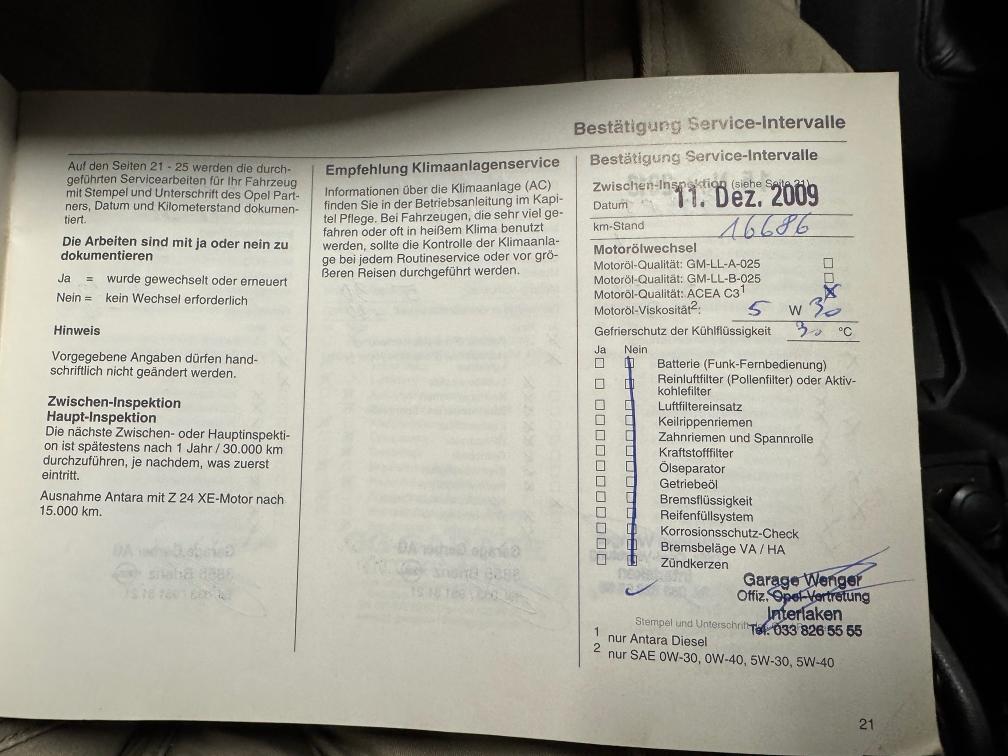 Bestätigung Service-Intervalle
Auf den Seiten 21 - 25 werden die durch-
geführten Servicearbeiten für Ihr Fahrzeug
mit Stempel und Unterschrift des Opel Part-
ners, Datum und Kilometerstand dokumen-
tiert.
Die Arbeiten sind mit ja oder nein zu
dokumentieren
Ja = wurde gewechselt oder erneuert
Nein = kein Wechsel erforderlich
Hinweis
Vorgegebene Angaben dürfen hand-
schriftlich nicht geändert werden.
Zwischen-Inspektion
Haupt-Inspektion
Die nächste Zwischen- oder Hauptinspekti-
on ist spätestens nach 1 Jahr / 30.000 km
durchzuführen, je nachdem, was zuerst
eintritt.
Ausnahme Antara mit Z 24 XE-Motor nach
15.000 km.
Empfehlung Klimaanlagenservice
Informationen über die Klimaanlage (AC)
finden Sie in der Betriebsanleitung im Kapi-
tel Pflege. Bei Fahrzeugen, die sehr viel ge-
fahren oder oft in heißem Klima benutzt
werden, sollte die Kontrolle der Klimaanla-
ge bei jedem Routineservice oder vor grö-
ßeren Reisen durchgeführt werden.
Bestätigung Service-Intervalle
Zwischen-Inspektion (siehe Seite 21)
Datum 11. Dez. 2009
km-Stand 16686
Motorölwechsel
Motoröl-Qualität: GM-LL-A-025
Motoröl-Qualität: GM-LL-B-025
Motoröl-Qualität: ACEA C3¹
Motoröl-Viskosität²: 5 W 30
Gefrierschutz der Kühlflüssigkeit 30 °C
Ja Nein
Batterie (Funk-Fernbedienung)
Reinluftfilter (Pollenfilter) oder Aktiv-
kohlefilter
Luftfiltereinsatz
Keilrippenriemen
Zahnriemen und Spannrolle
Kraftstofffilter
Ölseparator
Getriebeöl
Bremsflüssigkeit
Reifenfüllsystem
Korrosionsschutz-Check
Bremsbeläge VA / HA
Zündkerzen
Garage Wenger
Offiz. Opel-Vertretung
Interlaken
Tel. 033 826 55 55
Stempel und Unterschrift
1 nur Antara Diesel
2 nur SAE 0W-30, 0W-40, 5W-30, 5W-40
21